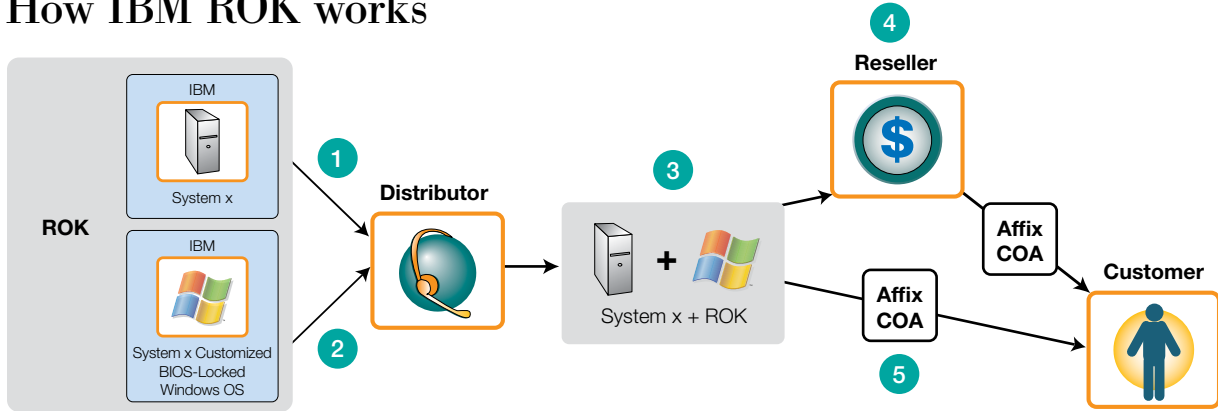 How IBM ROK works
ROK
IBM
System x
IBM
System x Customized
BIOS-Locked
Windows OS
1
2
Distributor
3
+
System x + ROK
4
Reseller
$
Affix
COA
Affix
COA
5
Customer